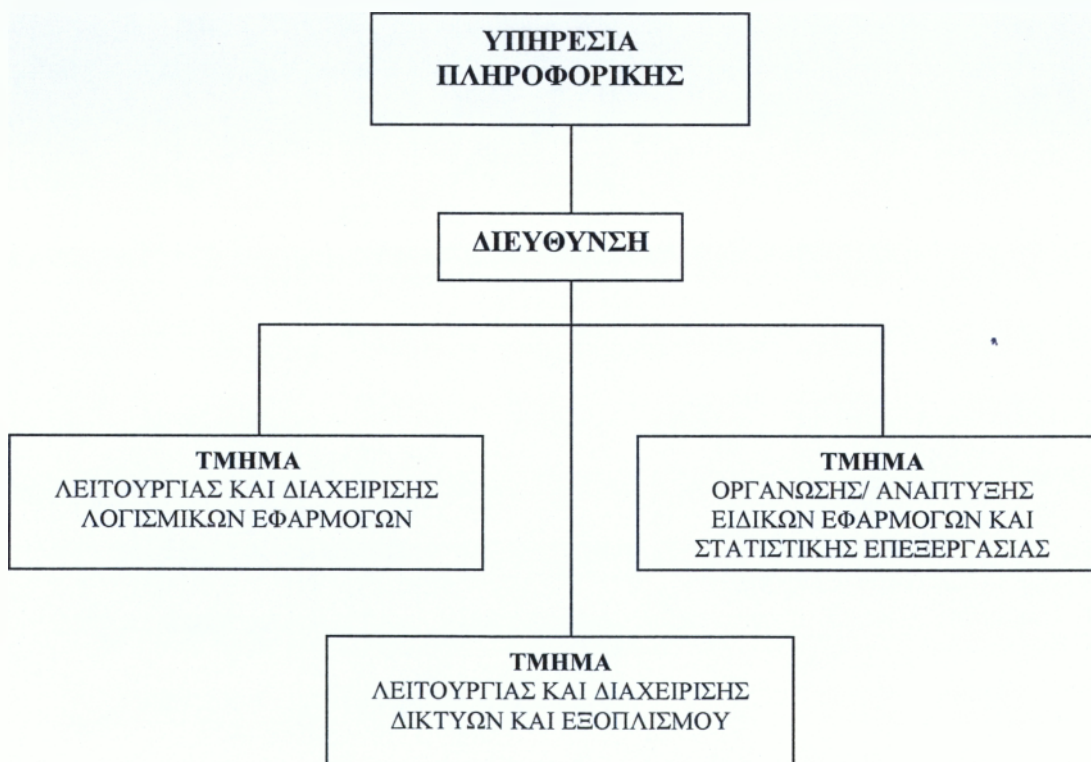 ΥΠΗΡΕΣΙΑ
ΠΛΗΡΟΦΟΡΙΚΗΣ
ΔΙΕΥΘΥΝΣΗ
ΤΜΗΜΑ
ΛΕΙΤΟΥΡΓΙΑΣ ΚΑΙ ΔΙΑΧΕΙΡΙΣΗΣ
ΛΟΓΙΣΜΙΚΩΝ ΕΦΑΡΜΟΓΩΝ
ΤΜΗΜΑ
ΟΡΓΑΝΩΣΗΣ/ ΑΝΑΠΤΥΞΗΣ
ΕΙΔΙΚΩΝ ΕΦΑΡΜΟΓΩΝ ΚΑΙ
ΣΤΑΤΙΣΤΙΚΗΣ ΕΠΕΞΕΡΓΑΣΙΑΣ
ΤΜΗΜΑ
ΛΕΙΤΟΥΡΓΙΑΣ ΚΑΙ ΔΙΑΧΕΙΡΙΣΗΣ
ΔΙΚΤΥΩΝ ΚΑΙ ΕΞΟΠΛΙΣΜΟΥ